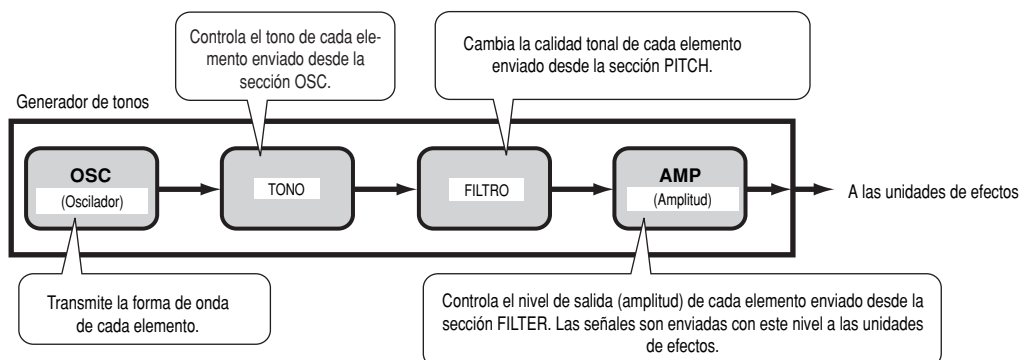 Controla el tono de cada ele-
mento enviado desde la
sección OSC.
Cambia la calidad tonal de cada elemento
enviado desde la sección PITCH.
Generador de tonos
OSC
(Oscilador)
TONO
FILTRO
AMP
(Amplitud)
A las unidades de efectos
Transmite la forma de onda
de cada elemento.
Controla el nivel de salida (amplitud) de cada elemento enviado desde la
sección FILTER. Las señales son enviadas con este nivel a las unidades
de efectos.